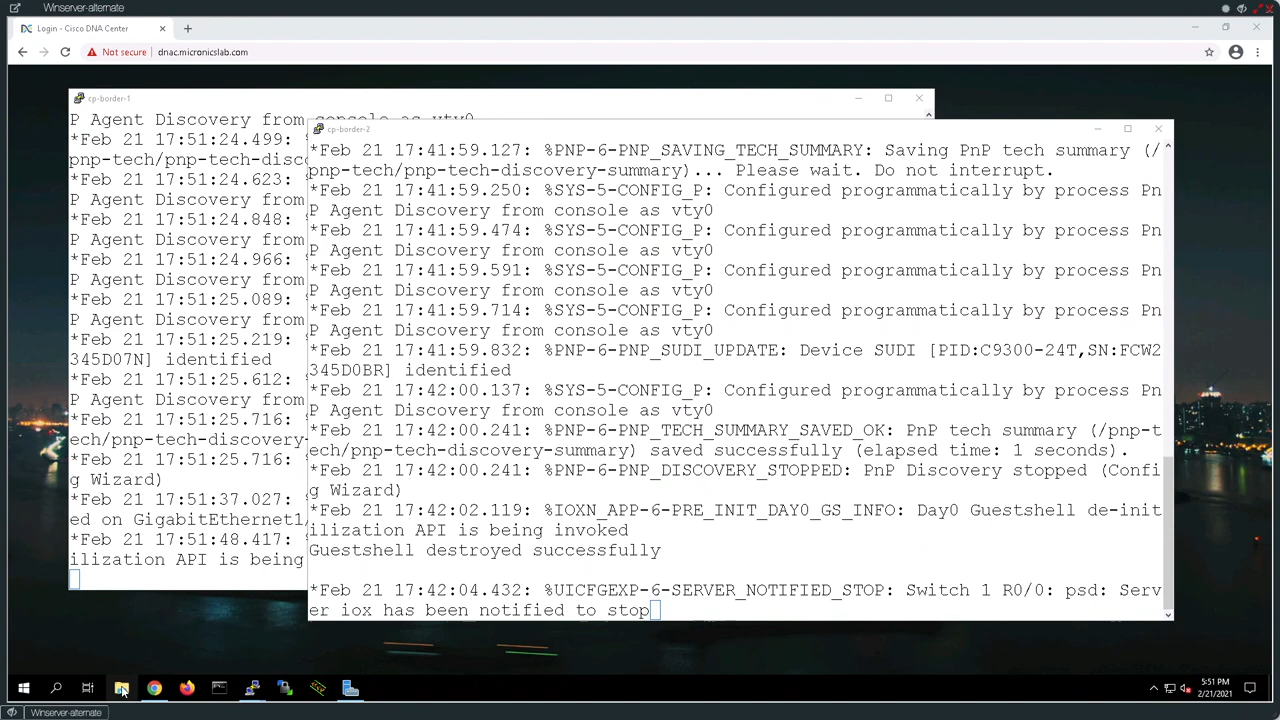 Winserver-alternate
Login - Cisco DNA Center
Not secure
dnac.micronicslab.com
cp-border-1
P Agent Discovery from console as vty0
*Feb 21 17:51:24.499:
pnp-tech/pnp-tech-disc
*Feb 21 17:51:24.623:
P Agent Discovery from
*Feb 21 17:51:24.848:
P Agent Discovery from
*Feb 21 17:51:24.966:
P Agent Discovery from
*Feb 21 17:51:25.089:
P Agent Discovery from
*Feb 21 17:51:25.219:
345D07N] identified
*Feb 21 17:51:25.612:
P Agent Discovery from
*Feb 21 17:51:25.716:
ech/pnp-tech-discovery-
*Feb 21 17:51:25.716:
g Wizard)
*Feb 21 17:51:37.027:
ed on GigabitEthernet1/
*Feb 21 17:51:48.417:
ilization API is being
cp-border-2
*Feb 21 17:41:59.127: %PNP-6-PNP_SAVING_TECH_SUMMARY: Saving PnP tech summary (/
pnp-tech/pnp-tech-discovery-summary)... Please wait. Do not interrupt.
*Feb 21 17:41:59.250: %SYS-5-CONFIG_P: Configured programmatically by process Pn
P Agent Discovery from console as vty0
*Feb 21 17:41:59.474: %SYS-5-CONFIG_P: Configured programmatically by process Pn
P Agent Discovery from console as vty0
*Feb 21 17:41:59.591: %SYS-5-CONFIG_P: Configured programmatically by process Pn
P Agent Discovery from console as vty0
*Feb 21 17:41:59.714: %SYS-5-CONFIG_P: Configured programmatically by process Pn
P Agent Discovery from console as vty0
*Feb 21 17:41:59.832: %PNP-6-PNP_SUDI_UPDATE: Device SUDI [PID:C9300-24T,SN:FCW2
345D0BR] identified
*Feb 21 17:42:00.137: %SYS-5-CONFIG_P: Configured programmatically by process Pn
P Agent Discovery from console as vty0
*Feb 21 17:42:00.241: %PNP-6-PNP_TECH_SUMMARY_SAVED_OK: PnP tech summary (/pnp-t
ech/pnp-tech-discovery-summary) saved successfully (elapsed time: 1 seconds).
*Feb 21 17:42:00.241: %PNP-6-PNP_DISCOVERY_STOPPED: PnP Discovery stopped (Confi
g Wizard)
*Feb 21 17:42:02.119: %IOXN_APP-6-PRE_INIT_DAY0_GS_INFO: Day0 Guestshell de-init
ilization API is being invoked
Guestshell destroyed successfully
*Feb 21 17:42:04.432: %UICFGEXP-6-SERVER_NOTIFIED_STOP: Switch 1 R0/0: psd: Serv
er iox has been notified to stop
5:51 PM
2/21/2021
Winserver-alternate